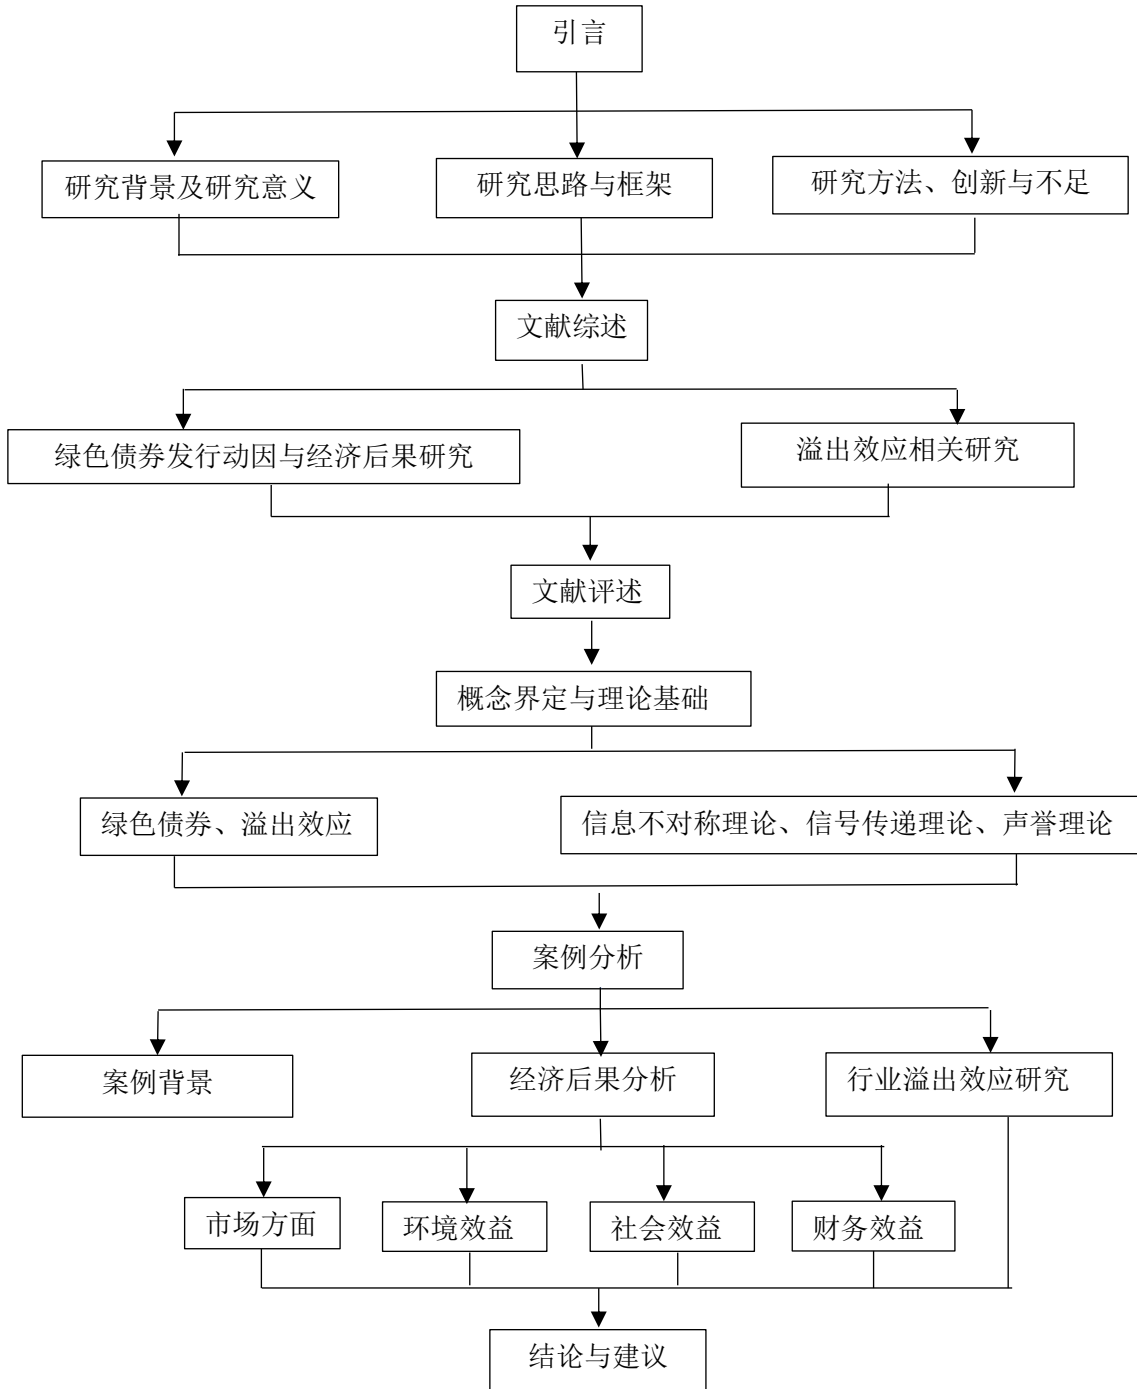 引言
研究背景及研究意义
研究思路与框架
研究方法、创新与不足
文献综述
绿色债券发行动因与经济后果研究
溢出效应相关研究
文献评述
概念界定与理论基础
绿色债券、溢出效应
信息不对称理论、信号传递理论、声誉理论
案例分析
案例背景
经济后果分析
行业溢出效应研究
市场方面
环境效益
社会效益
财务效益
结论与建议